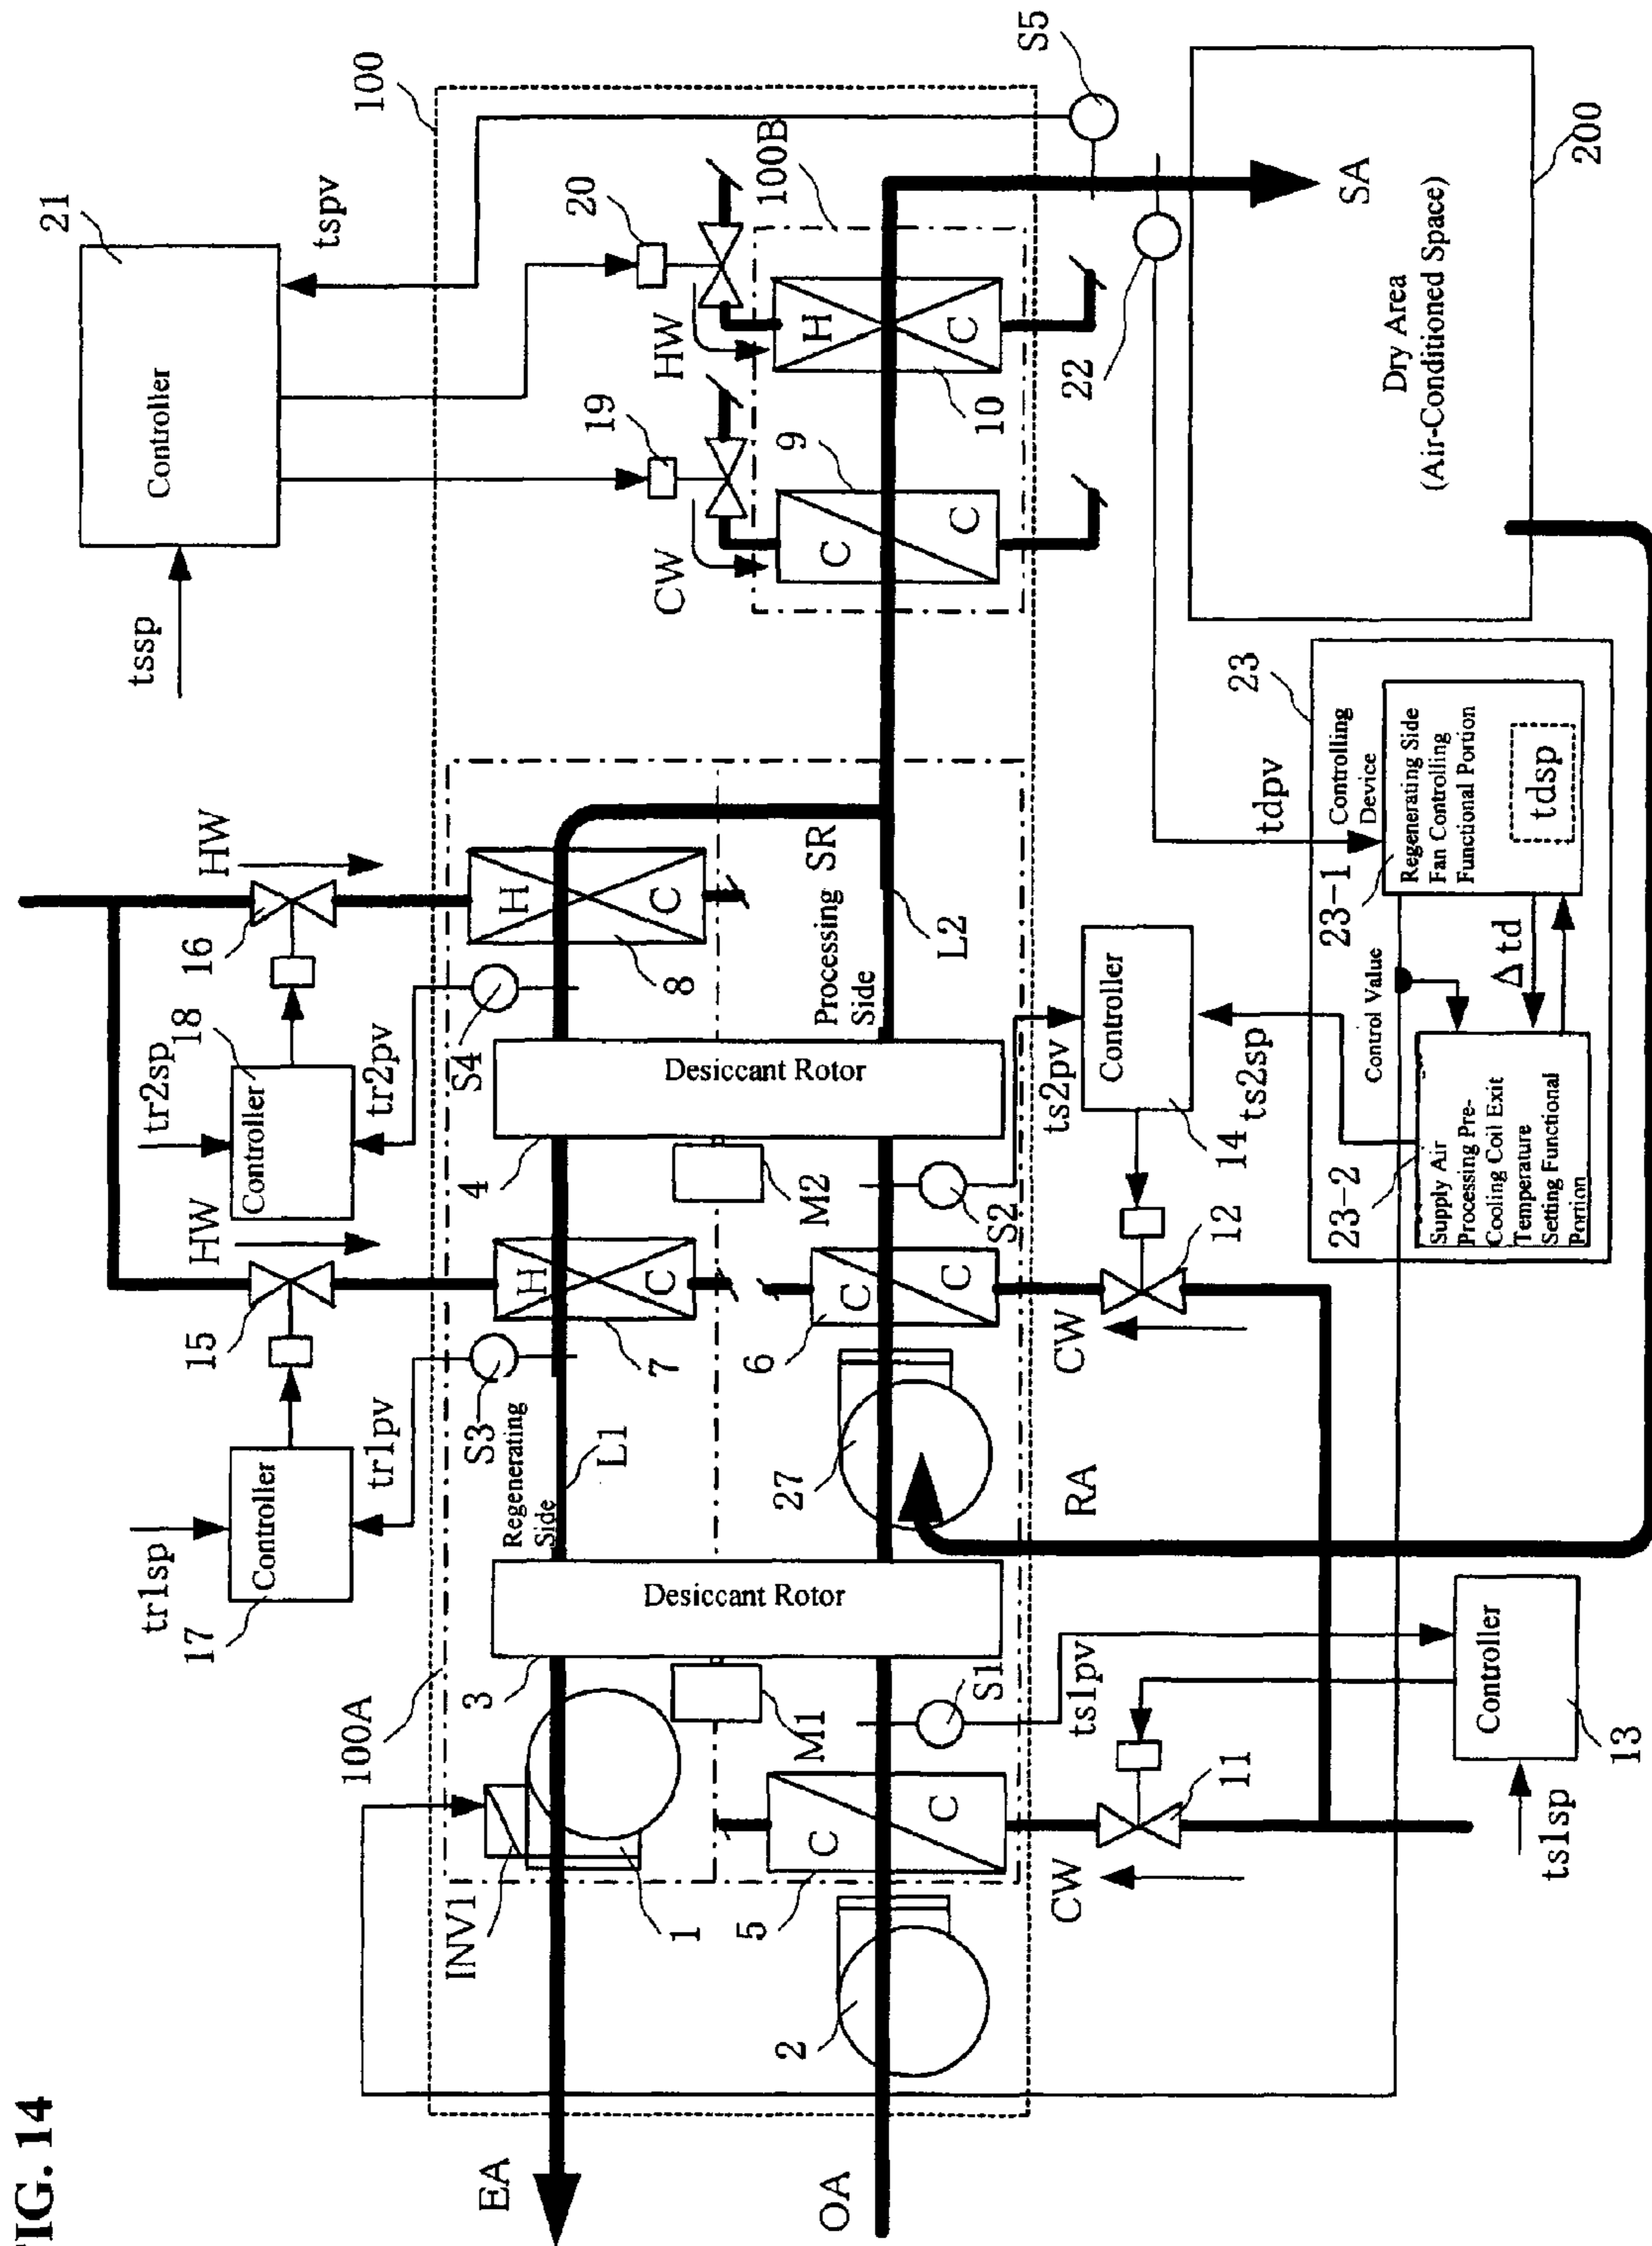 FIG. 14
21
Controller
tssp
tspv
100
S5
20
100B
HW
19
CW
H
C
10
9
C
C
22
SA
Dry Area
(Air-Conditioned Space)
200
HW
16
tr2sp
18
Controller
tr2pv
S4
H
C
8
SR
Processing
Side
L2
Desiccant Rotor
4
M2
HW
15
tr1sp
17
Controller
tr1pv
S3
H
C
7
6
C
C
S2
ts2pv
Controller
14
ts2sp
12
CW
tdpv
23
Controlling
Device
23-1
Regenerating Side
Fan Controlling
Functional Portion
tdsp
Δtd
Control Value
23-2
Supply Air
Processing Pre-
Cooling Coil Exit
Temperature
Setting Functional
Portion
Regenerating
Side
L1
27
RA
Desiccant Rotor
3
M1
100A
INV1
1
5
C
C
S1
ts1pv
11
CW
Controller
13
ts1sp
2
EA
OA